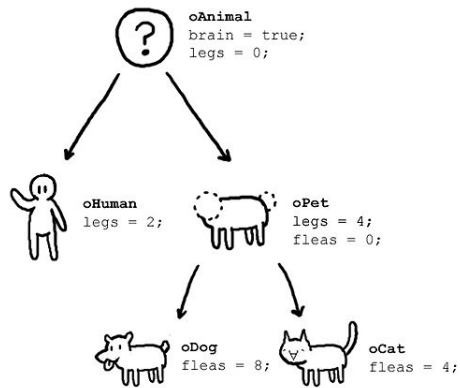 ?
oAnimal
brain = true;
legs = 0;
oHuman
legs = 2;
oPet
legs = 4;
fleas = 0;
oDog
fleas = 8;
oCat
fleas = 4;